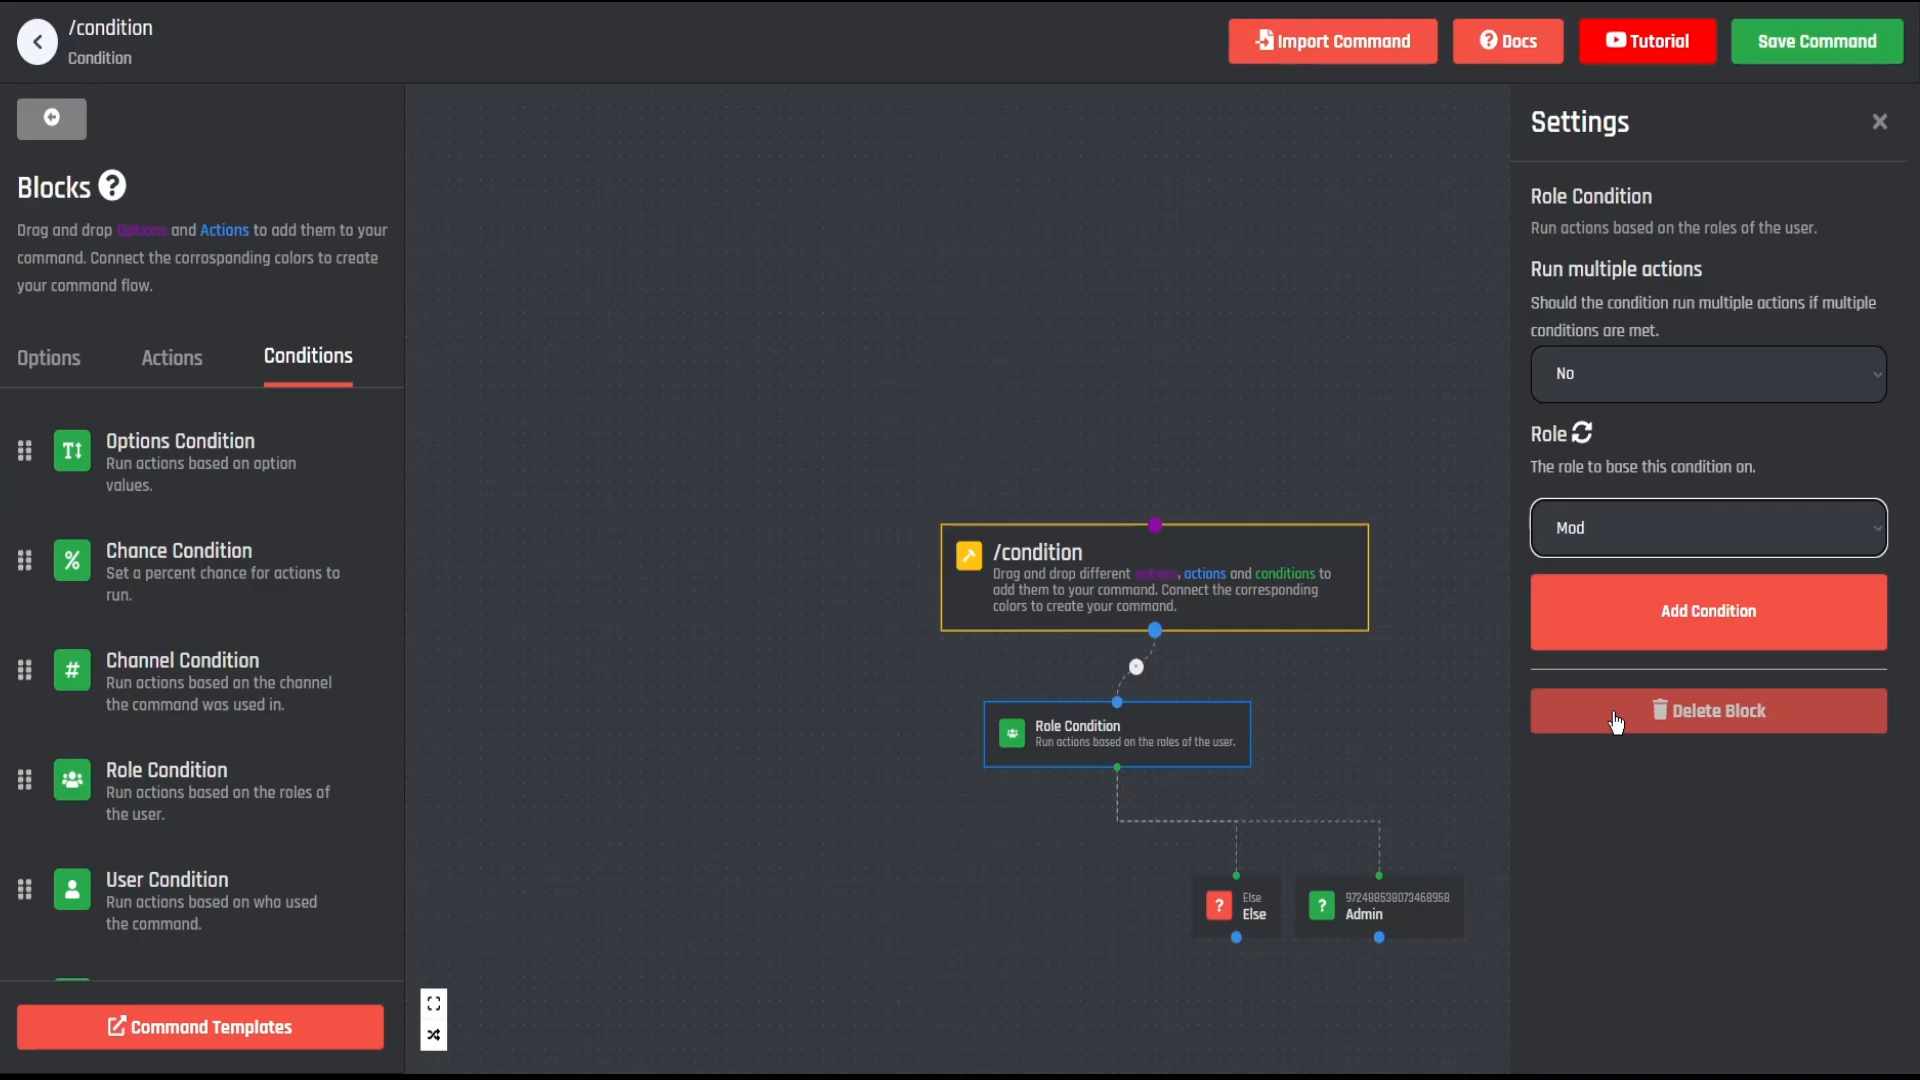 /condition
Condition
Import Command
Docs
Tutorial
Save Command
Blocks
Drag and drop Options and Actions to add them to your
command. Connect the corrosponding colors to create
your command flow.
Options
Actions
Conditions
Options Condition
Run actions based on option
values.
Chance Condition
Set a percent chance for actions to
run.
Channel Condition
Run actions based on the channel
the command was used in.
Role Condition
Run actions based on the roles of
the user.
User Condition
Run actions based on who used
the command.
Command Templates
/condition
Drag and drop different options, actions and conditions to
add them to your command. Connect the corresponding
colors to create your command.
Role Condition
Run actions based on the roles of the user.
Else
Else
972488538073468958
Admin
Settings
Role Condition
Run actions based on the roles of the user.
Run multiple actions
Should the condition run multiple actions if multiple
conditions are met.
No
Role
The role to base this condition on.
Mod
Add Condition
Delete Block